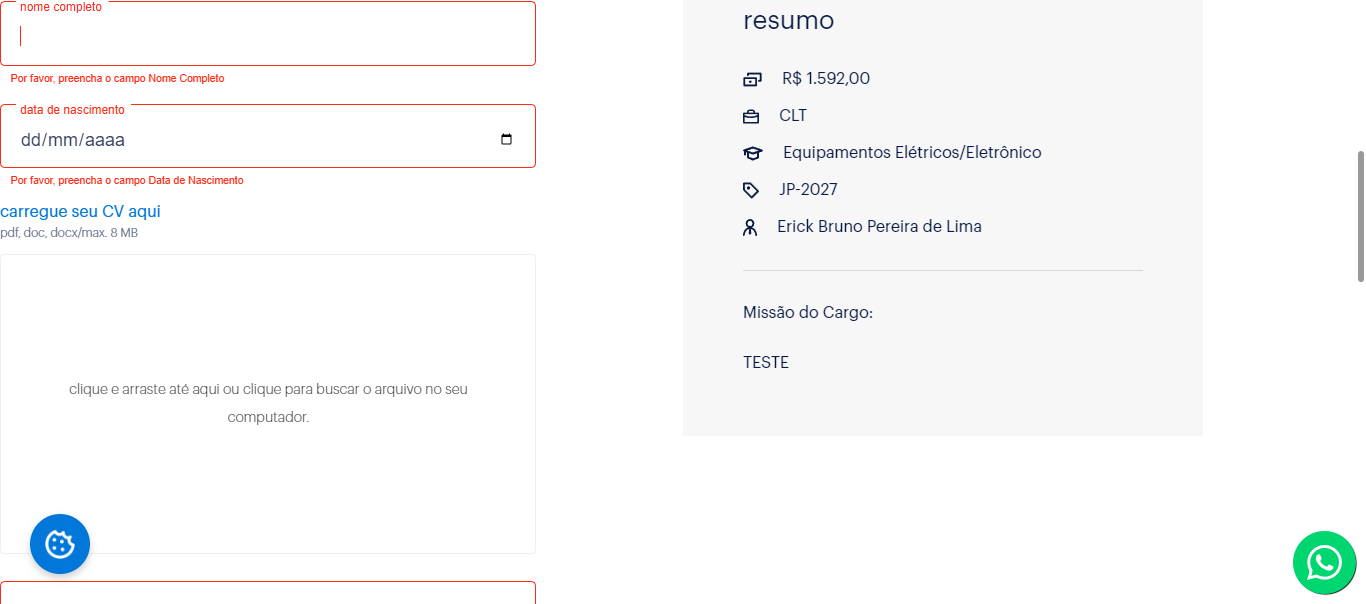 nome completo
Por favor, preencha o campo Nome Completo
data de nascimento
dd/mm/aaaa
Por favor, preencha o campo Data de Nascimento
carregue seu CV aqui
pdf, doc, docx/max. 8 MB
clique e arraste até aqui ou clique para buscar o arquivo no seu
computador.
resumo
R$ 1.592,00
CLT
Equipamentos Elétricos/Eletrônico
JP-2027
Erick Bruno Pereira de Lima
Missão do Cargo:
TESTE